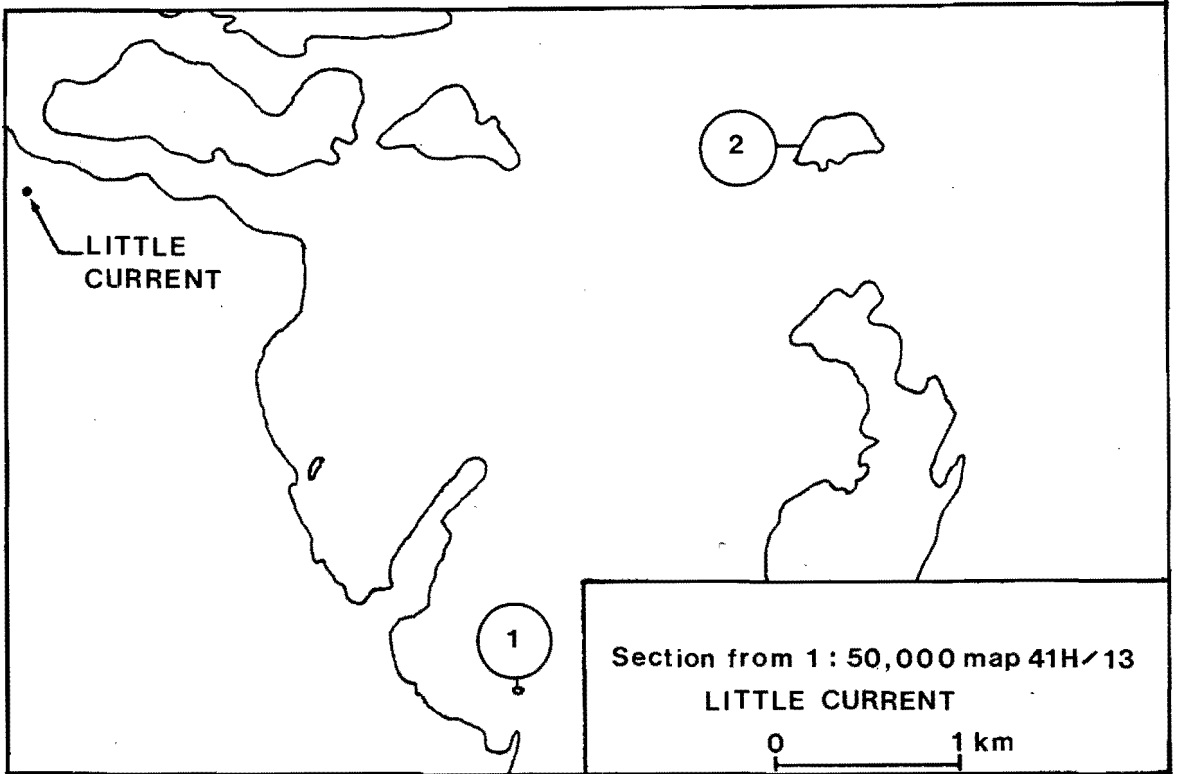 2
LITTLE
CURRENT
1
Section from 1 : 50,000 map 41H/13
LITTLE CURRENT
0 1 km